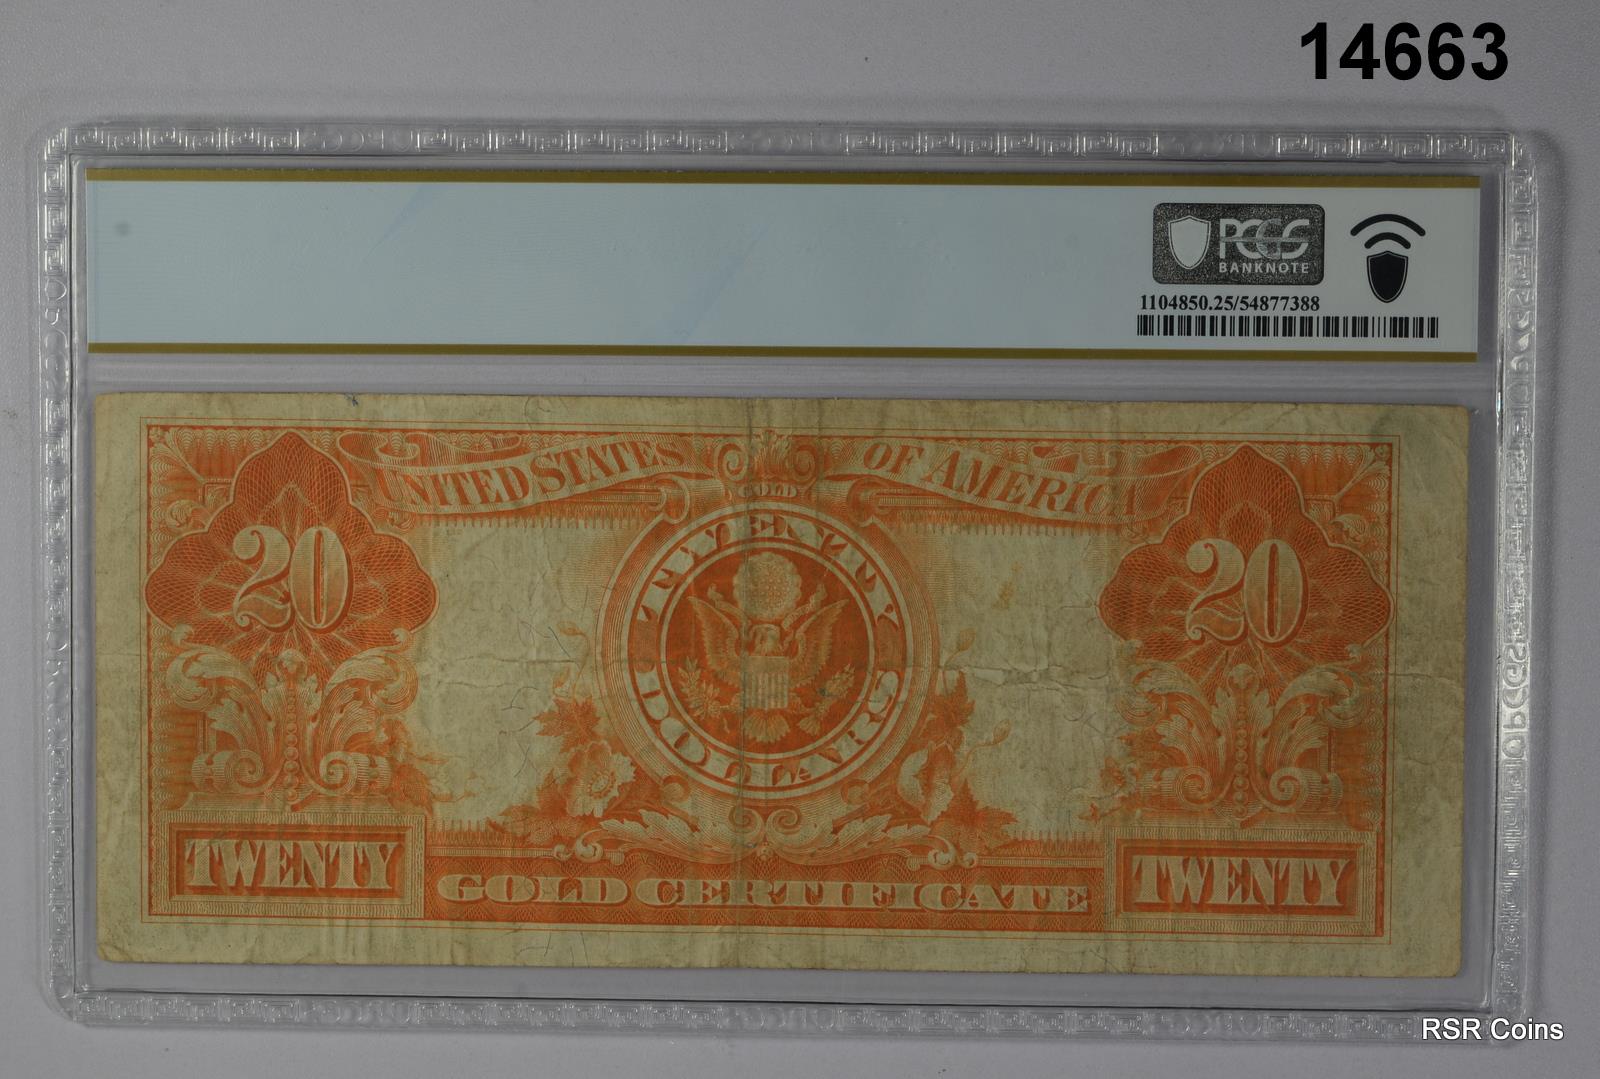 14663
PCGS
BANKNOTE
1104850.25/54877388
UNITED STATES OF AMERICA
GOLD
20 TWENTY 20
DOLLARS
TWENTY GOLD CERTIFICATE TWENTY
RSR Coins